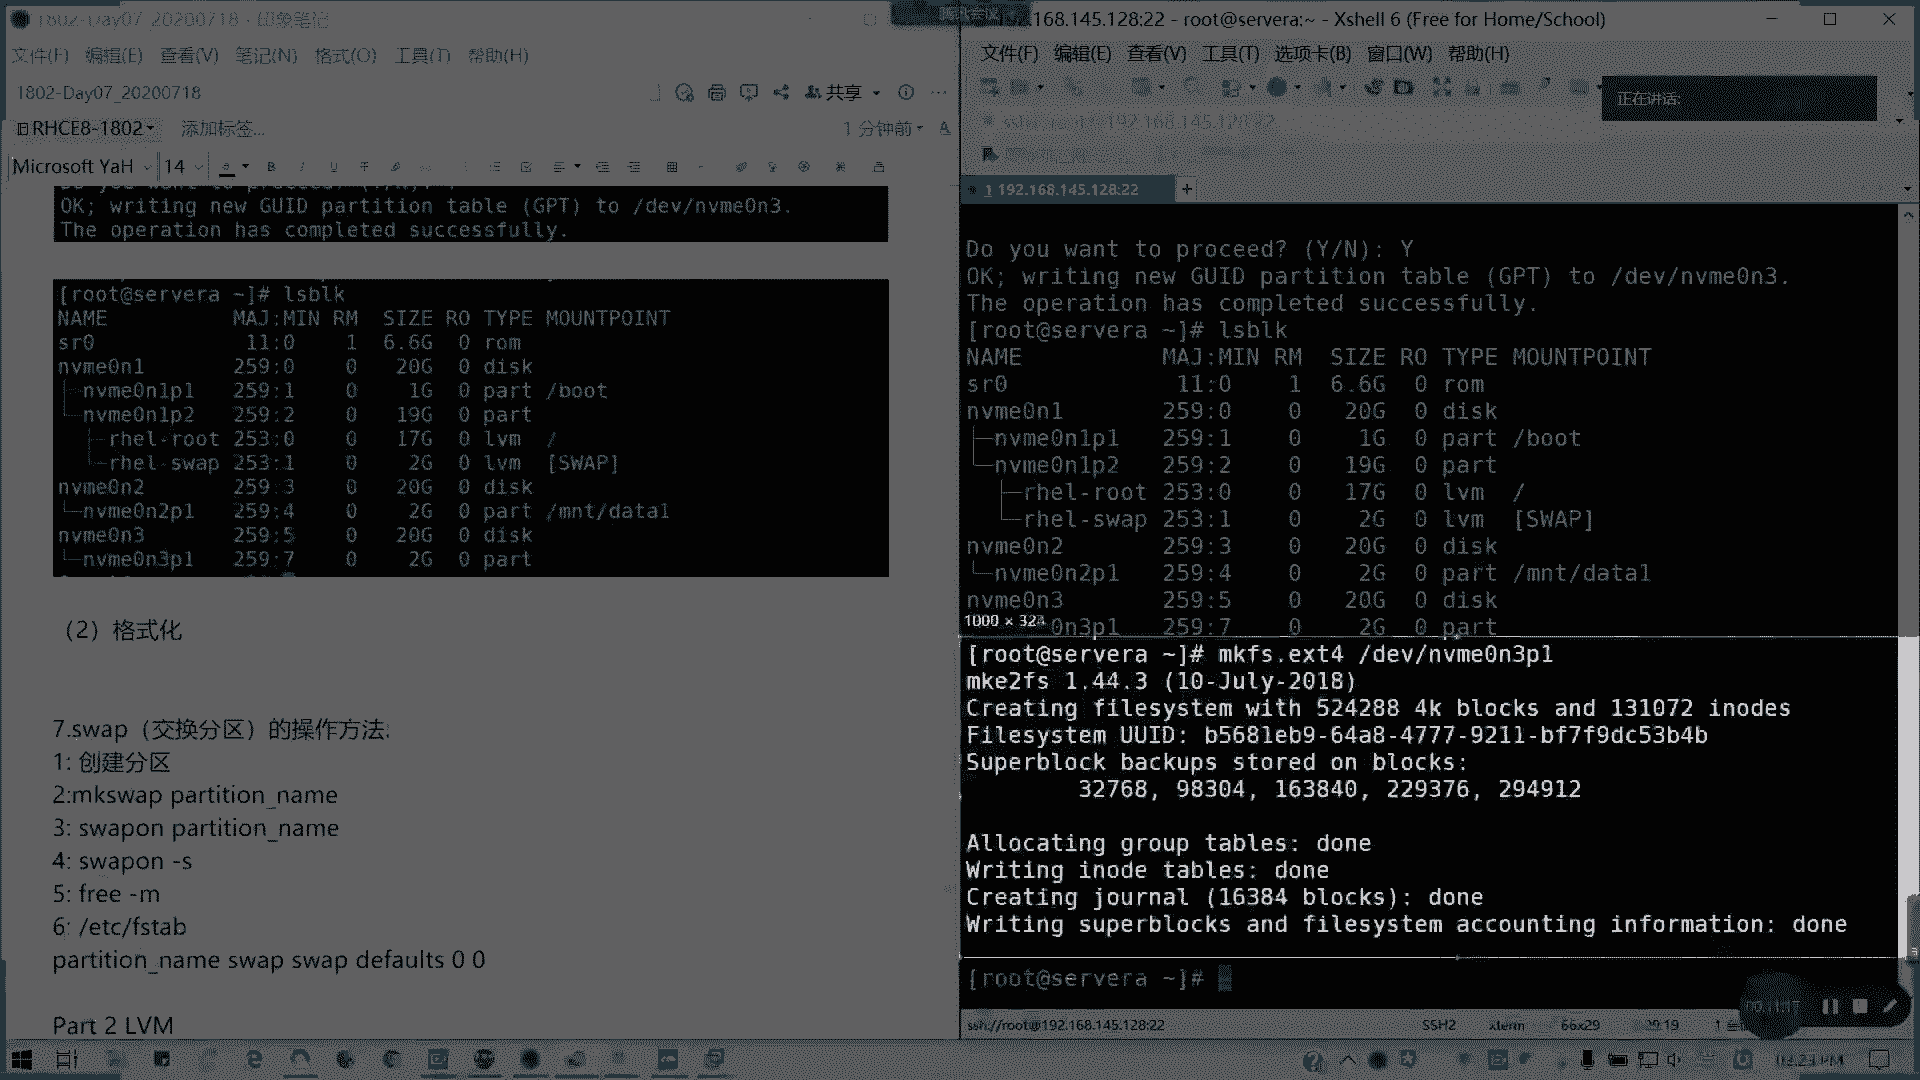 1802-Day07_20200718 - 印象笔记
文件(F) 编辑(E) 查看(V) 笔记(N) 格式(O) 工具(T) 帮助(H)
1802-Day07_20200718
共享
RHCE8-1802
添加标签...
1 分钟前
Microsoft YaH
14
OK; writing new GUID partition table (GPT) to /dev/nvme0n3.
The operation has completed successfully.
[root@servera ~]# lsblk
NAME MAJ:MIN RM SIZE RO TYPE MOUNTPOINT
sr0 11:0 1 6.6G 0 rom
nvme0n1 259:0 0 20G 0 disk
├─nvme0n1p1 259:1 0 1G 0 part /boot
└─nvme0n1p2 259:2 0 19G 0 part
├─rhel-root 253:0 0 17G 0 lvm /
└─rhel-swap 253:1 0 2G 0 lvm [SWAP]
nvme0n2 259:3 0 20G 0 disk
└─nvme0n2p1 259:4 0 2G 0 part /mnt/data1
nvme0n3 259:5 0 20G 0 disk
└─nvme0n3p1 259:7 0 2G 0 part
（2）格式化
7.swap（交换分区）的操作方法:
1: 创建分区
2:mkswap partition_name
3: swapon partition_name
4: swapon -s
5: free -m
6: /etc/fstab
partition_name swap swap defaults 0 0
Part 2 LVM
.168.145.128:22 - root@servera:~ - Xshell 6 (Free for Home/School)
文件(F) 编辑(E) 查看(V) 工具(T) 选项卡(B) 窗口(W) 帮助(H)
正在讲话:
ssh://root@192.168.145.128:22
1 192.168.145.128:22
Do you want to proceed? (Y/N): Y
OK; writing new GUID partition table (GPT) to /dev/nvme0n3.
The operation has completed successfully.
[root@servera ~]# lsblk
NAME MAJ:MIN RM SIZE RO TYPE MOUNTPOINT
sr0 11:0 1 6.6G 0 rom
nvme0n1 259:0 0 20G 0 disk
├─nvme0n1p1 259:1 0 1G 0 part /boot
└─nvme0n1p2 259:2 0 19G 0 part
├─rhel-root 253:0 0 17G 0 lvm /
└─rhel-swap 253:1 0 2G 0 lvm [SWAP]
nvme0n2 259:3 0 20G 0 disk
└─nvme0n2p1 259:4 0 2G 0 part /mnt/data1
nvme0n3 259:5 0 20G 0 disk
1000 × 324
0n3p1 259:7 0 2G 0 part
[root@servera ~]# mkfs.ext4 /dev/nvme0n3p1
mke2fs 1.44.3 (10-July-2018)
Creating filesystem with 524288 4k blocks and 131072 inodes
Filesystem UUID: b5681eb9-64a8-4777-9211-bf7f9dc53b4b
Superblock backups stored on blocks:
32768, 98304, 163840, 229376, 294912
Allocating group tables: done
Writing inode tables: done
Creating journal (16384 blocks): done
Writing superblocks and filesystem accounting information: done
[root@servera ~]#
ssh://root@192.168.145.128:22 SSH2 xterm 66x29 29:19